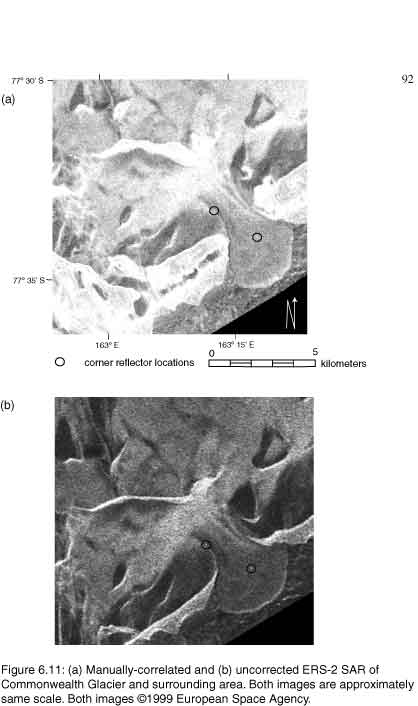 92
77° 30' S
(a)
77° 35' S
N
163° E
163° 15' E
corner reflector locations
0
5
kilometers
(b)
Figure 6.11: (a) Manually-correlated and (b) uncorrected ERS-2 SAR of
Commonwealth Glacier and surrounding area. Both images are approximately
same scale. Both images ©1999 European Space Agency.